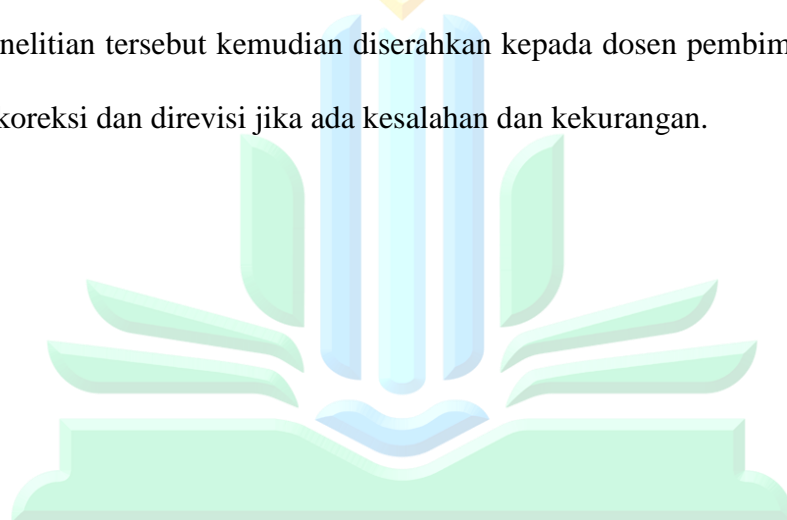 nelitian tersebut kemudian diserahkan kepada dosen pembim
koreksi dan direvisi jika ada kesalahan dan kekurangan.